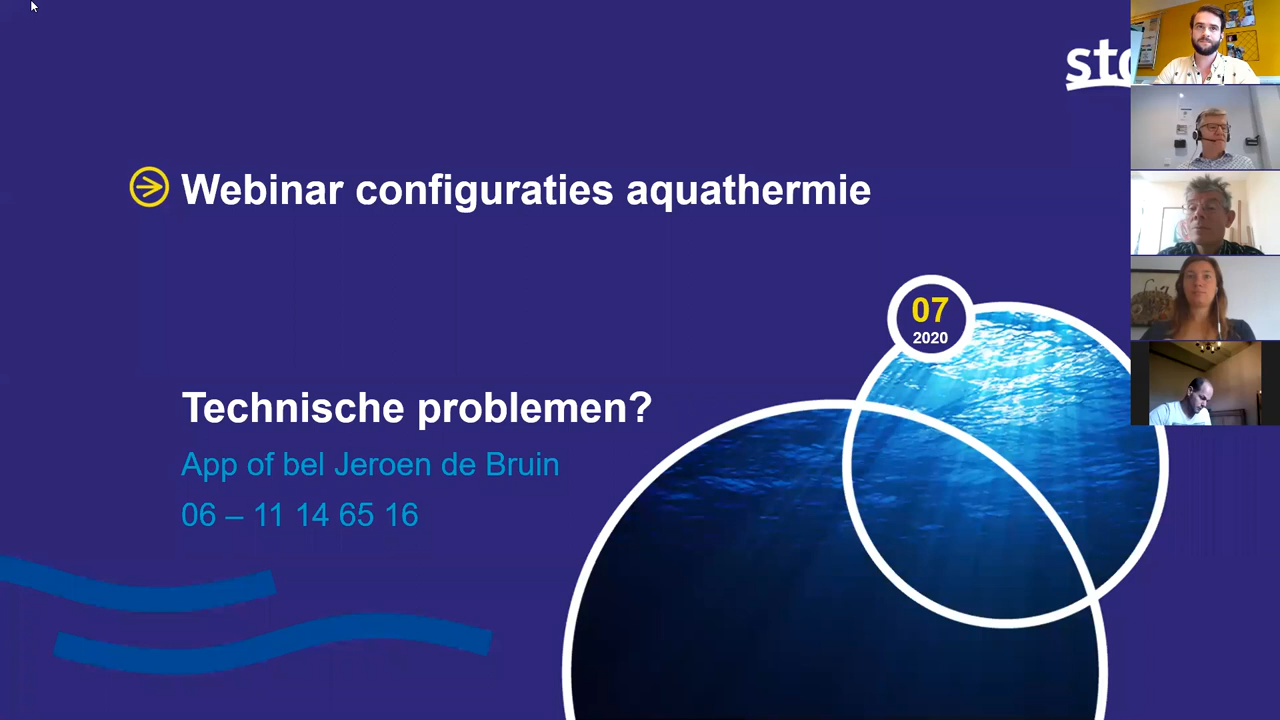 Webinar configuraties aquathermie
07
2020
Technische problemen?
App of bel Jeroen de Bruin
06 – 11 14 65 16